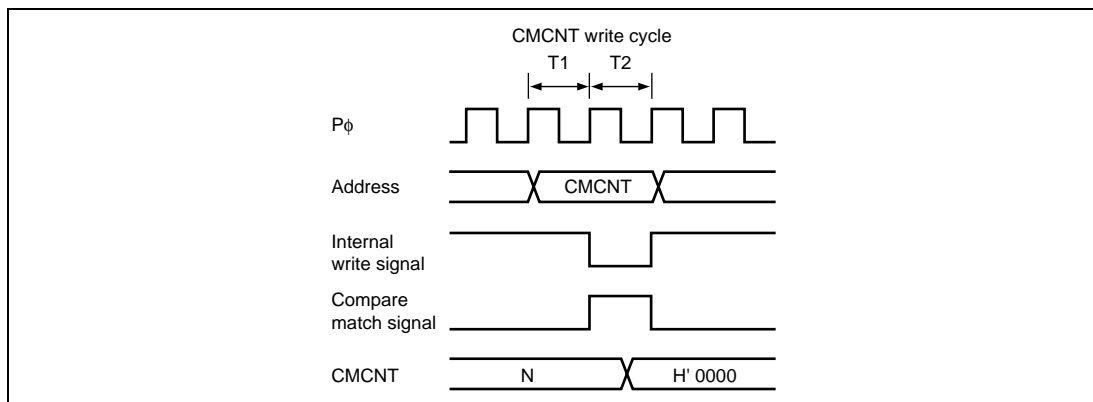 CMCNT write cycle
T1 T2
Pϕ
Address CMCNT
Internal
write signal
Compare
match signal
CMCNT N H' 0000